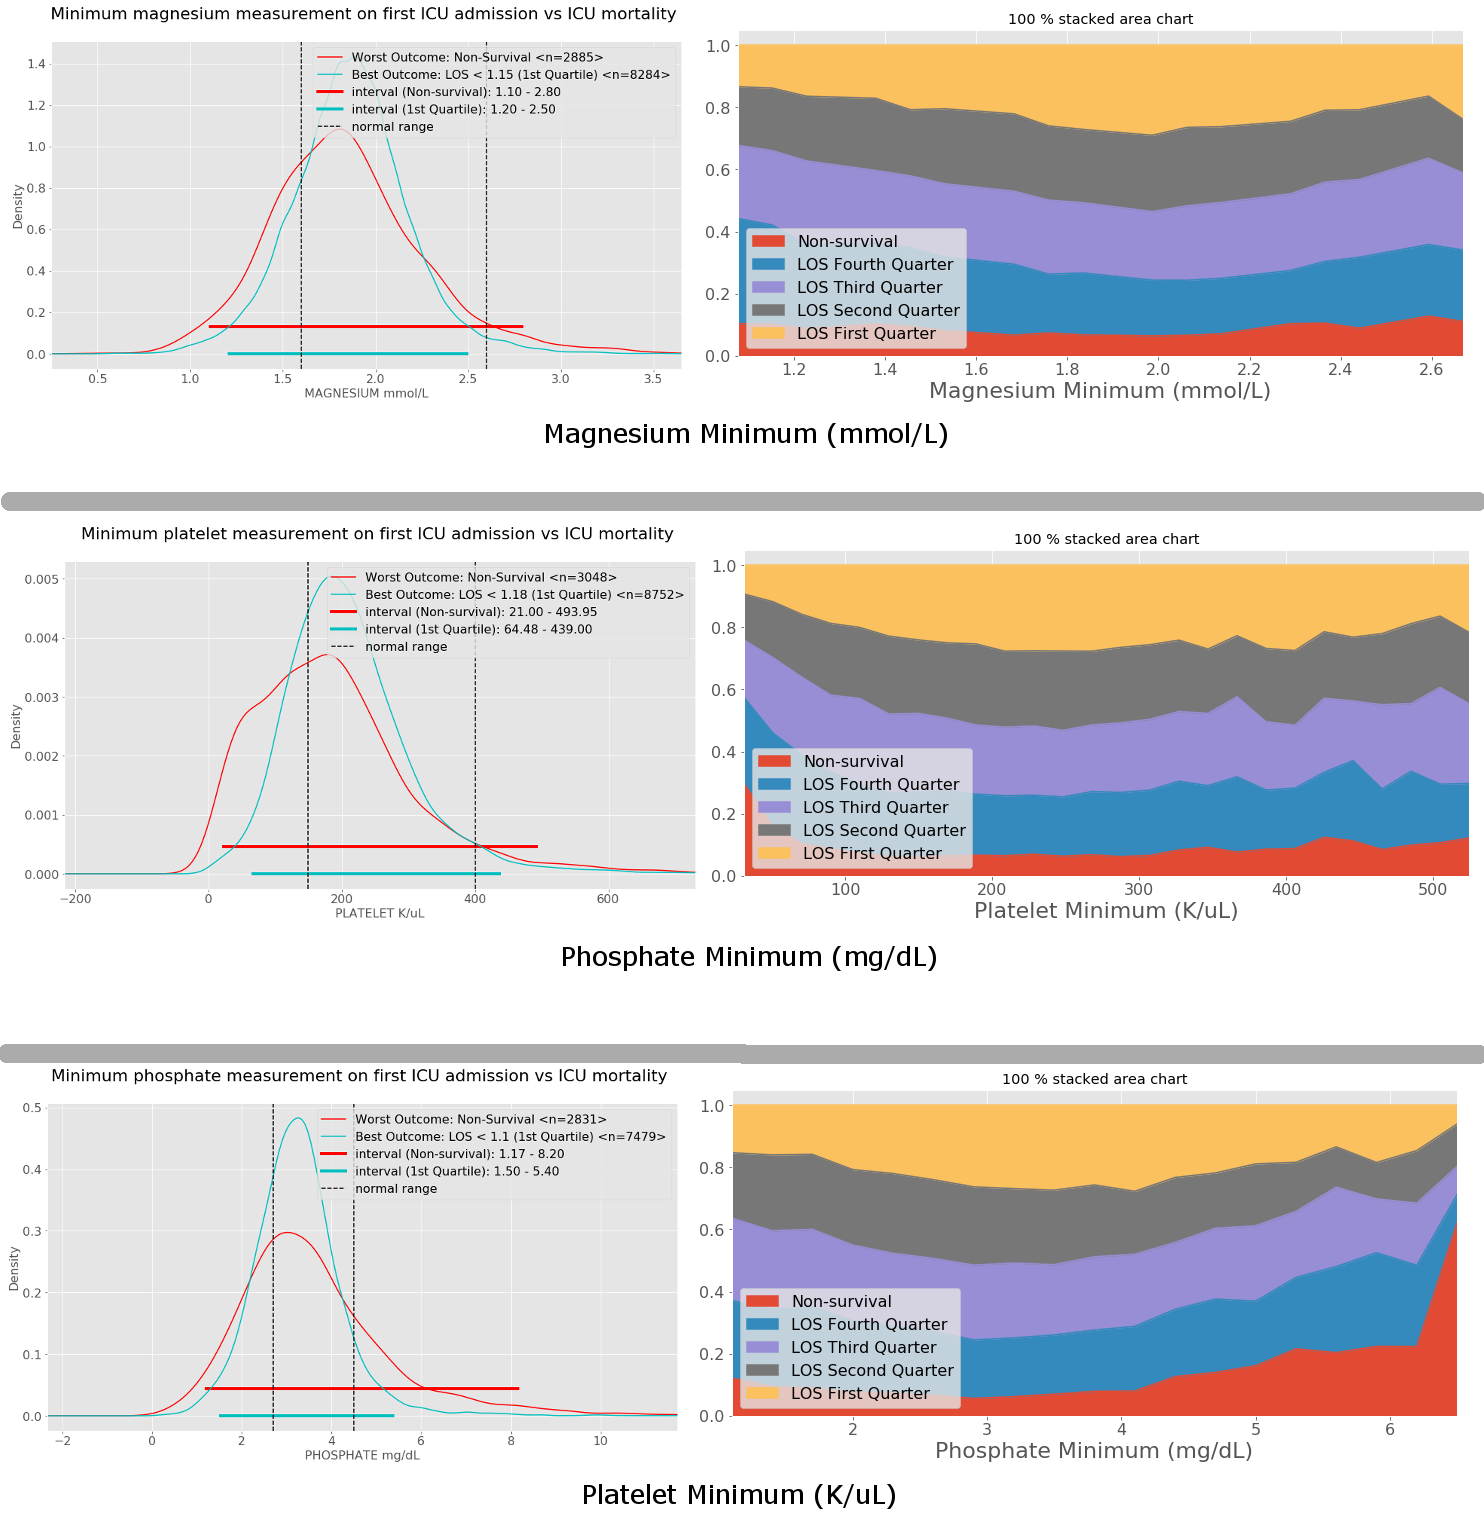 Minimum magnesium measurement on first ICU admission vs ICU mortality
Worst Outcome: Non-Survival <n=2885>
Best Outcome: LOS < 1.15 (1st Quartile) <n=8284>
interval (Non-survival): 1.10 - 2.80
interval (1st Quartile): 1.20 - 2.50
normal range
Density
1.4
1.2
1.0
0.8
0.6
0.4
0.2
0.0
0.5 1.0 1.5 2.0 2.5 3.0 3.5
MAGNESIUM mmol/L
100 % stacked area chart
1.0
0.8
0.6
0.4
0.2
0.0
Non-survival
LOS Fourth Quarter
LOS Third Quarter
LOS Second Quarter
LOS First Quarter
1.2 1.4 1.6 1.8 2.0 2.2 2.4 2.6
Magnesium Minimum (mmol/L)
Magnesium Minimum (mmol/L)
Minimum platelet measurement on first ICU admission vs ICU mortality
Worst Outcome: Non-Survival <n=3048>
Best Outcome: LOS < 1.18 (1st Quartile) <n=8752>
interval (Non-survival): 21.00 - 493.95
interval (1st Quartile): 64.48 - 439.00
normal range
Density
0.005
0.004
0.003
0.002
0.001
0.000
−200 0 200 400 600
PLATELET K/uL
100 % stacked area chart
1.0
0.8
0.6
0.4
0.2
0.0
Non-survival
LOS Fourth Quarter
LOS Third Quarter
LOS Second Quarter
LOS First Quarter
100 200 300 400 500
Platelet Minimum (K/uL)
Phosphate Minimum (mg/dL)
Minimum phosphate measurement on first ICU admission vs ICU mortality
Worst Outcome: Non-Survival <n=2831>
Best Outcome: LOS < 1.1 (1st Quartile) <n=7479>
interval (Non-survival): 1.17 - 8.20
interval (1st Quartile): 1.50 - 5.40
normal range
Density
0.5
0.4
0.3
0.2
0.1
0.0
−2 0 2 4 6 8 10
PHOSPHATE mg/dL
100 % stacked area chart
1.0
0.8
0.6
0.4
0.2
0.0
Non-survival
LOS Fourth Quarter
LOS Third Quarter
LOS Second Quarter
LOS First Quarter
2 3 4 5 6
Phosphate Minimum (mg/dL)
Platelet Minimum (K/uL)